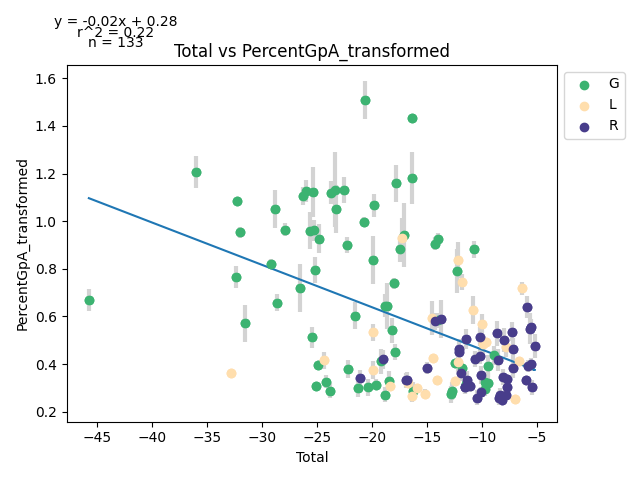 y = -0.02x + 0.28
r^2 = 0.22
n = 133
Total vs PercentGpA_transformed
G
L
R
PercentGpA_transformed
1.6
1.4
1.2
1.0
0.8
0.6
0.4
0.2
−45 −40 −35 −30 −25 −20 −15 −10 −5
Total